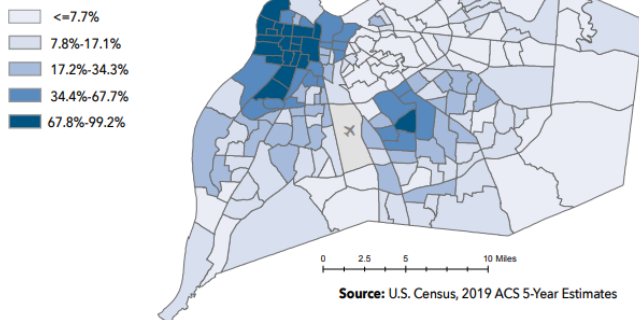 <=7.7%
7.8%-17.1%
17.2%-34.3%
34.4%-67.7%
67.8%-99.2%
0 2.5 5 10 Miles
Source: U.S. Census, 2019 ACS 5-Year Estimates